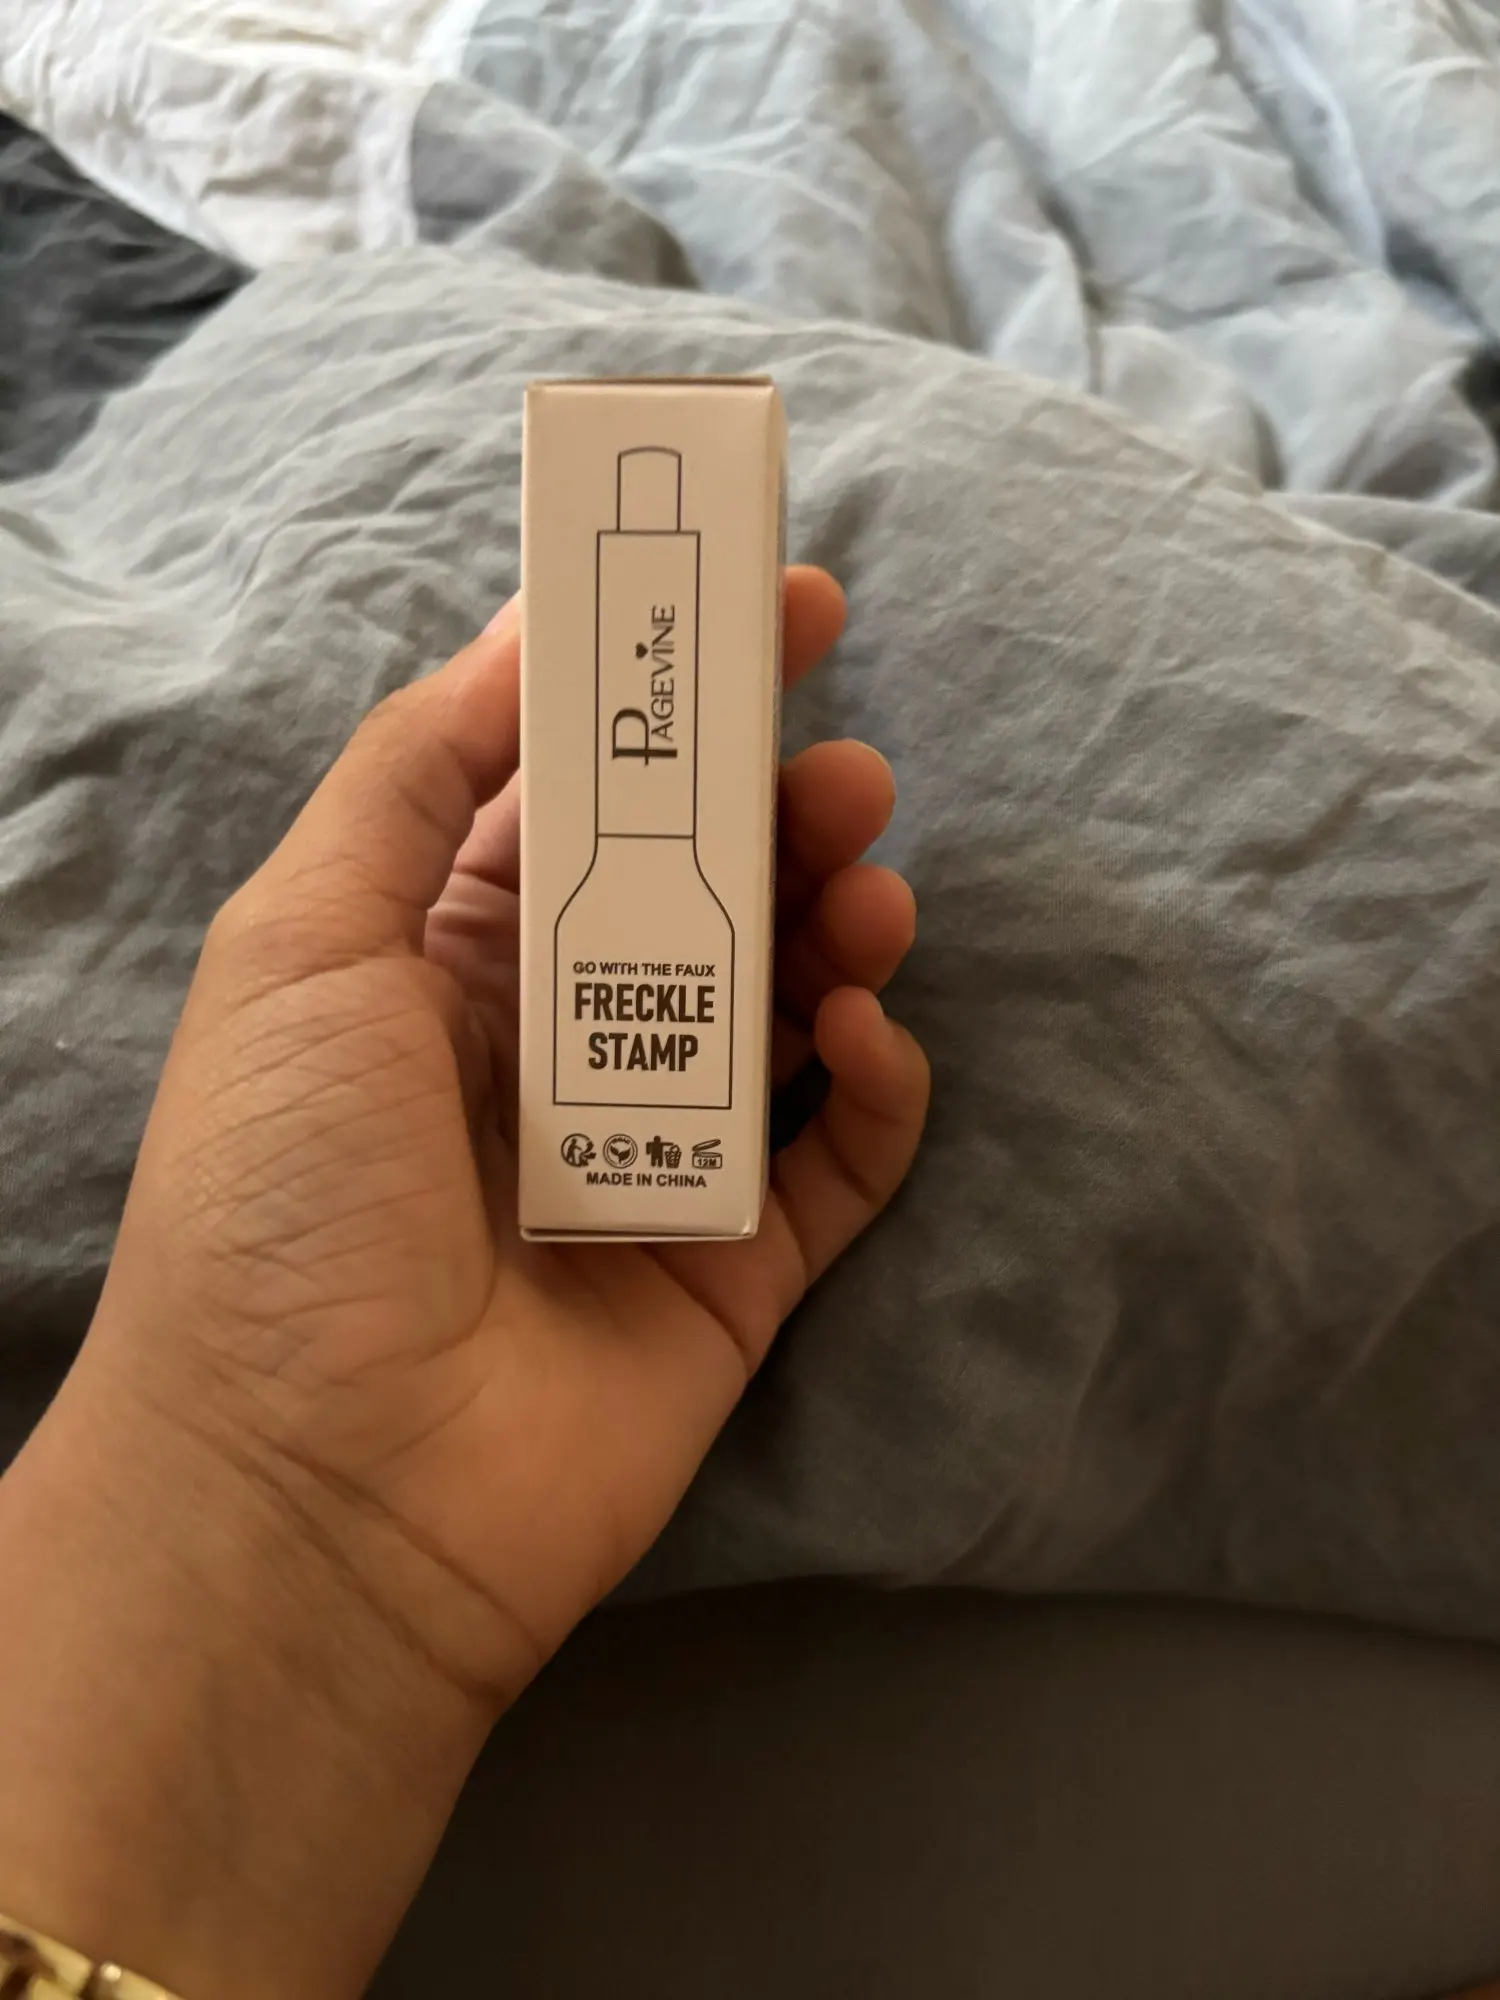 PAGEVINE
GO WITH THE FAUX
FRECKLE
STAMP
12M
MADE IN CHINA